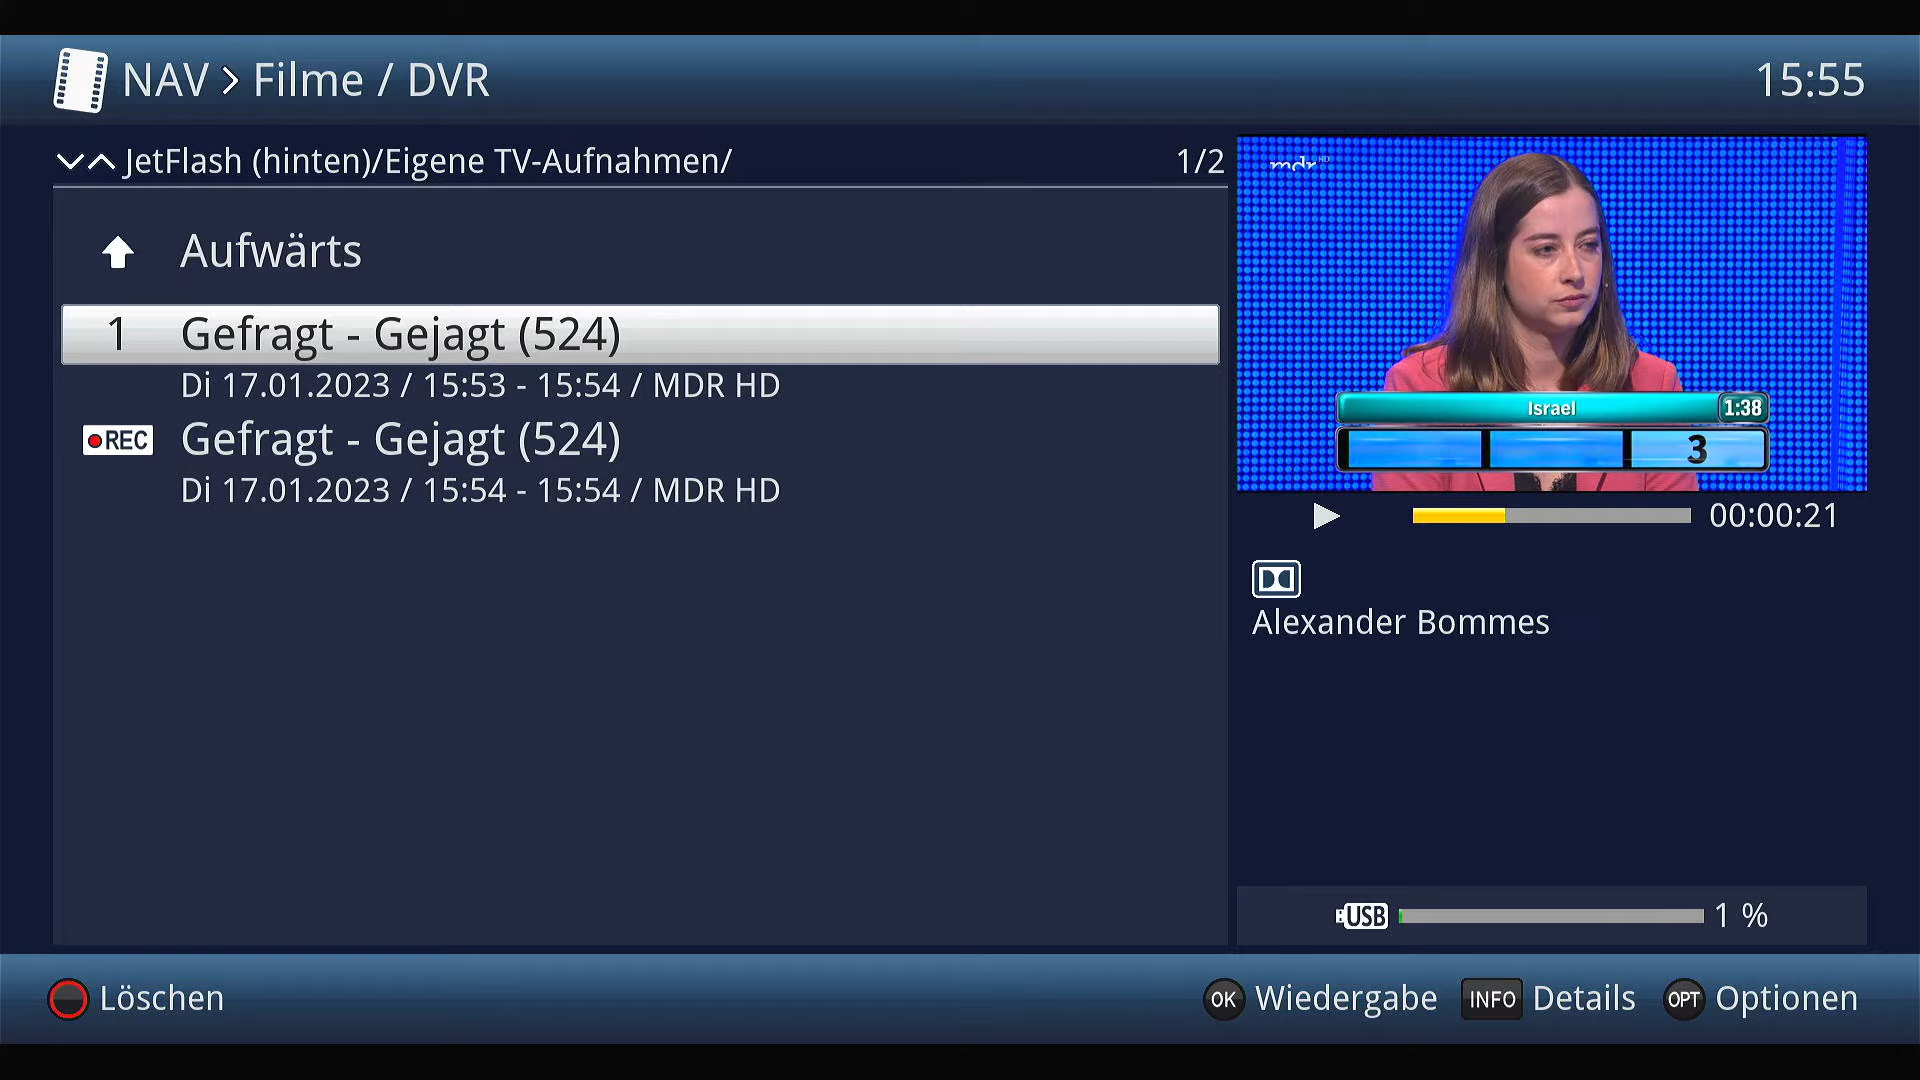 NAV > Filme / DVR
15:55
JetFlash (hinten)/Eigene TV-Aufnahmen/
1/2
Aufwärts
1 Gefragt - Gejagt (524)
Di 17.01.2023 / 15:53 - 15:54 / MDR HD
REC Gefragt - Gejagt (524)
Di 17.01.2023 / 15:54 - 15:54 / MDR HD
mdr HD
Israel 1:38
3
00:00:21
Alexander Bommes
USB 1 %
Löschen
OK Wiedergabe INFO Details OPT Optionen